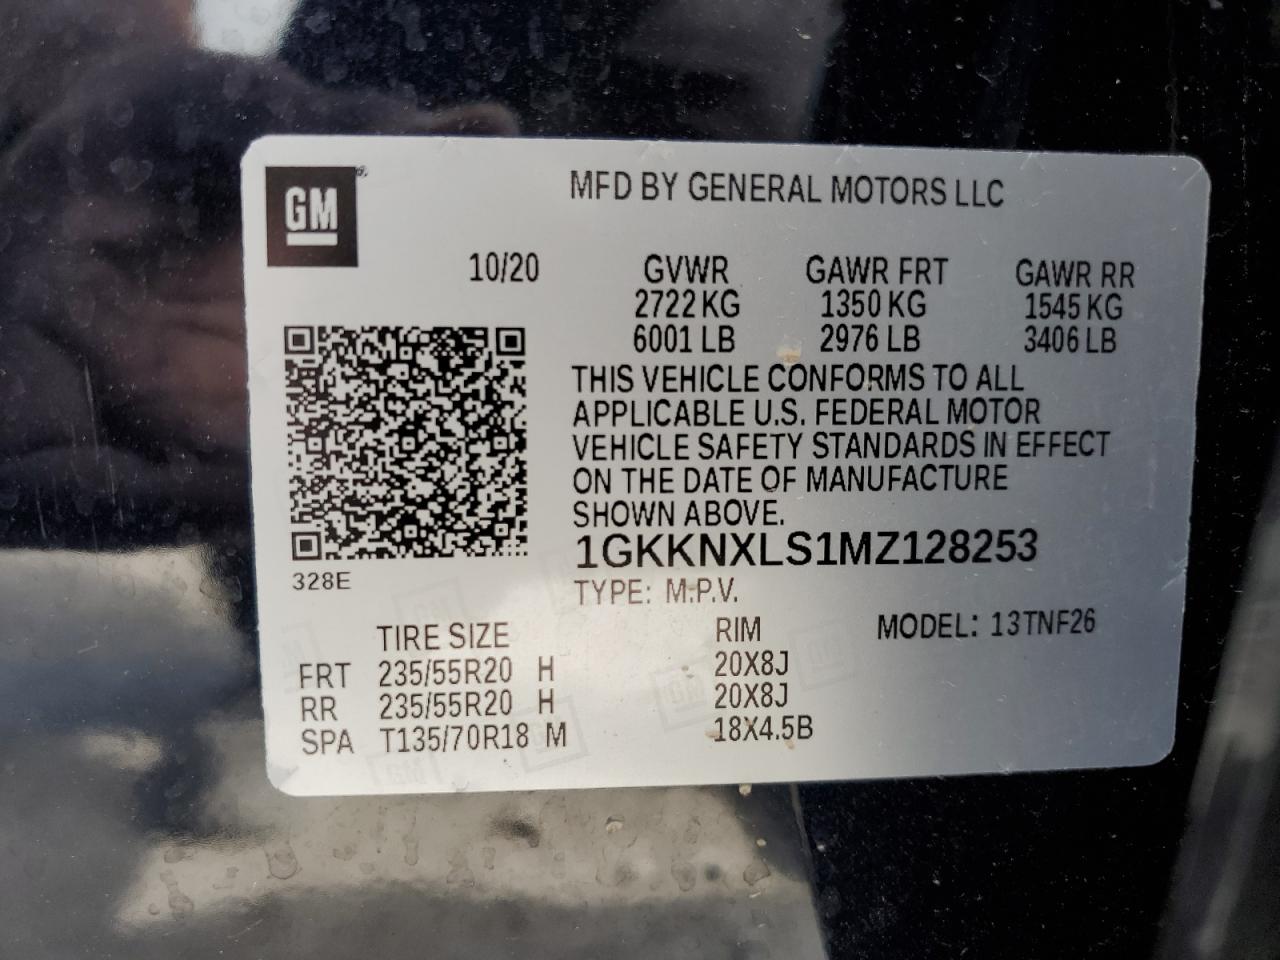 GM
MFD BY GENERAL MOTORS LLC
10/20
GVWR GAWR FRT GAWR RR
2722 KG 1350 KG 1545 KG
6001 LB 2976 LB 3406 LB
THIS VEHICLE CONFORMS TO ALL
APPLICABLE U.S. FEDERAL MOTOR
VEHICLE SAFETY STANDARDS IN EFFECT
ON THE DATE OF MANUFACTURE
SHOWN ABOVE.
1GKKNXLS1MZ128253
328E
TYPE: M.P.V.
TIRE SIZE RIM MODEL: 13TNF26
FRT 235/55R20 H 20X8J
RR 235/55R20 H 20X8J
SPA T135/70R18 M 18X4.5B